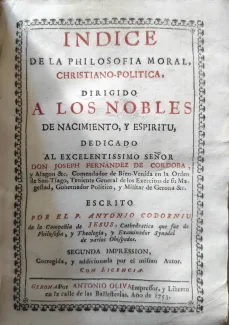 INDICE
DE LA PHILOSOFIA MORAL,
CHRISTIANO-POLITICA,
DIRIGIDO
A LOS NOBLES
DE NACIMIENTO, Y ESPIRITU,
DEDICADO
AL EXCELENTISSIMO SEÑOR
DON JOSEPH FERNANDEZ DE CORDOBA,
y Alagon &c. Comendador de Bien-Venida en la Orden
de San-Tiago, Theniente General de los Exercitos de su Ma-
gestad, Governador Politico, y Militar de Gerona &c.
ESCRITO
POR EL P. ANTONIO CODORNIU
de la Compañia de JESUS, Cathedratico que fue de
Philosofia, y Theologia, y Examinador Synodal
de varios Obispados.
SEGUNDA IMPRESSION,
Corregida, y addicionada por el mismo Autor.
CON LICENCIA.
GERONA: Por ANTONIO OLIVA Impressor, y Librero
en la calle de las Ballesterias, Año de 1753.